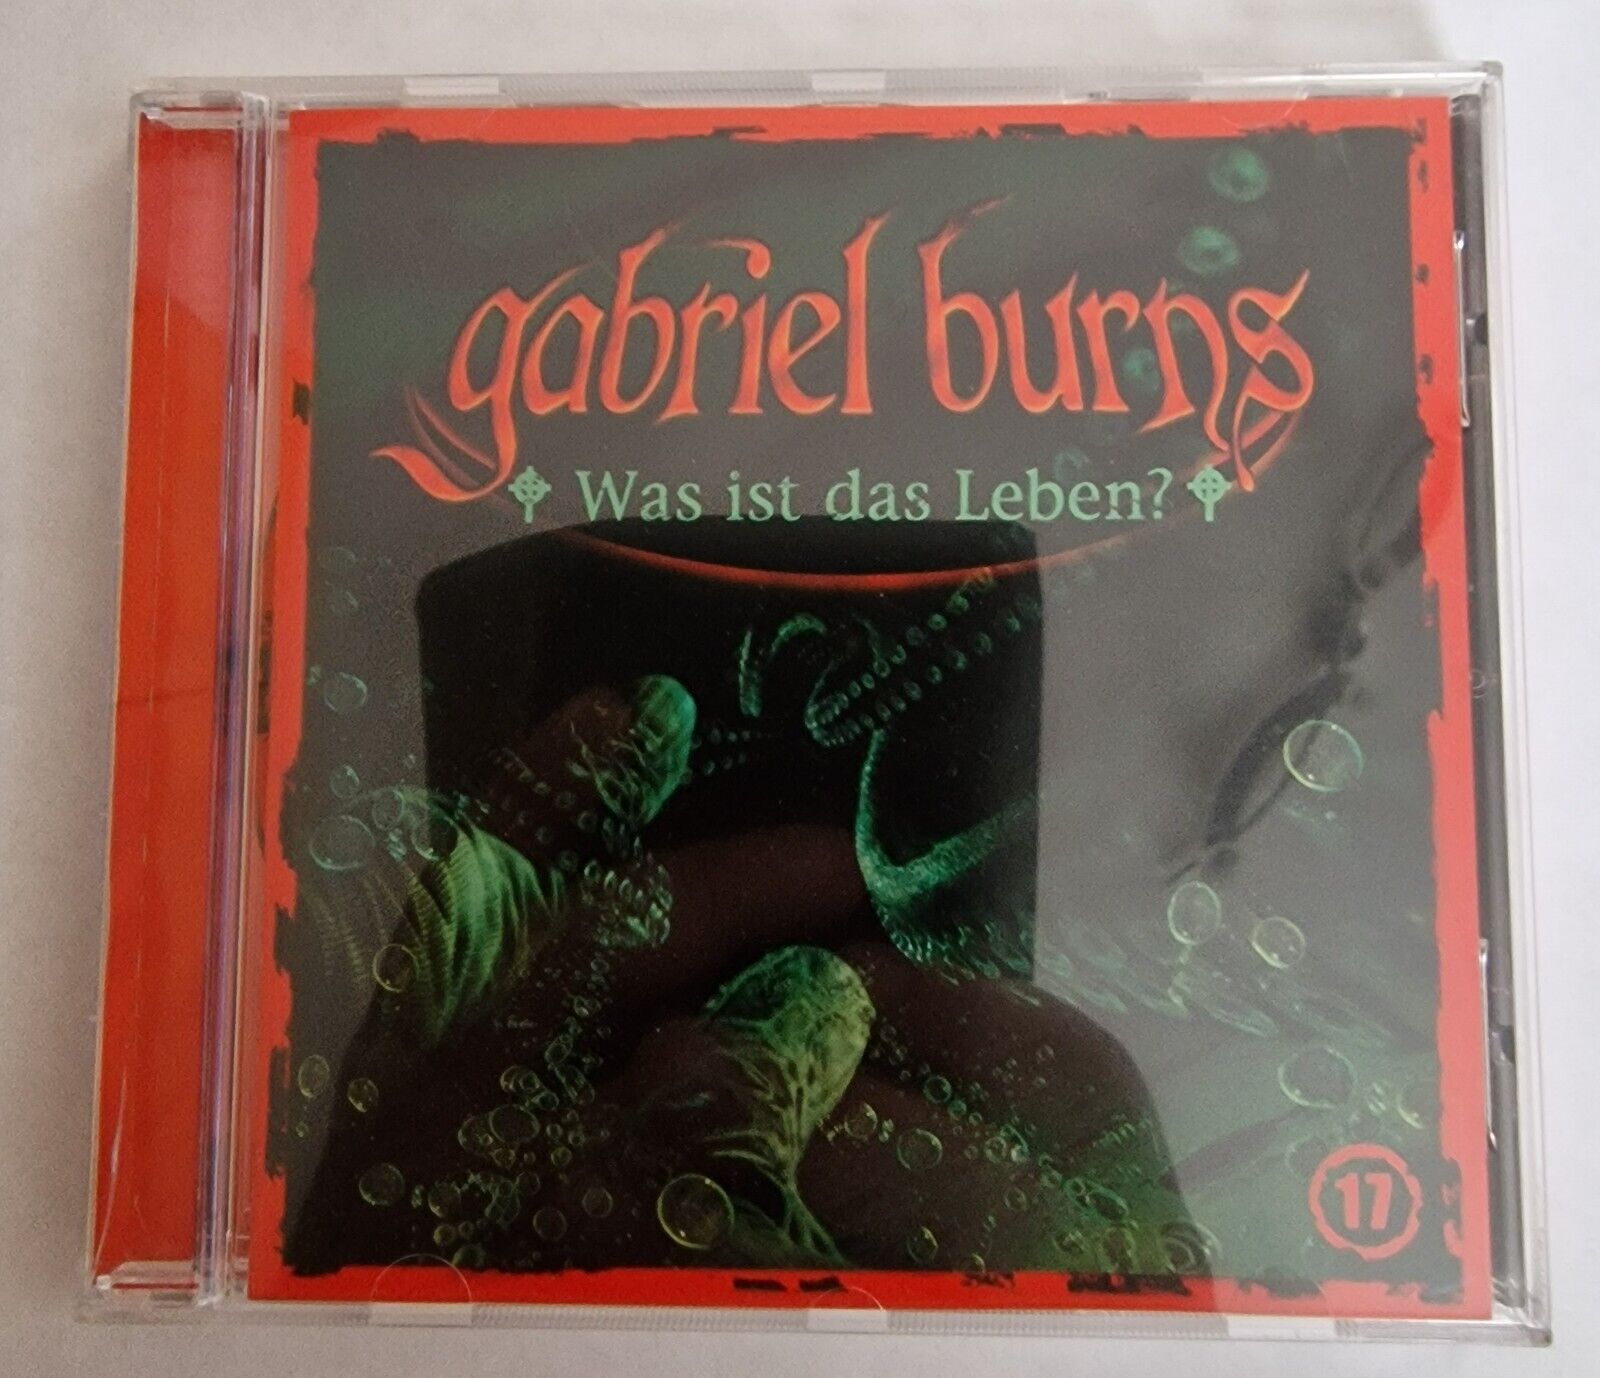 gabriel burns
Was ist das Leben?
17